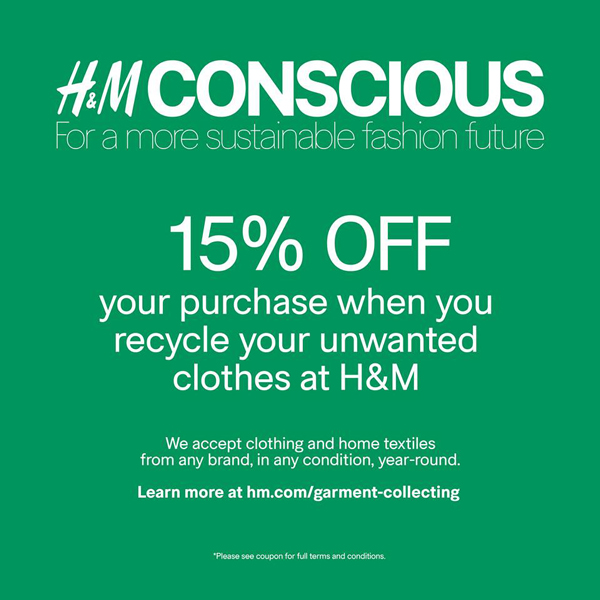 H&M CONSCIOUS
For a more sustainable fashion future
15% OFF
your purchase when you
recycle your unwanted
clothes at H&M
We accept clothing and home textiles
from any brand, in any condition, year-round.
Learn more at hm.com/garment-collecting
*Please see coupon for full terms and conditions.